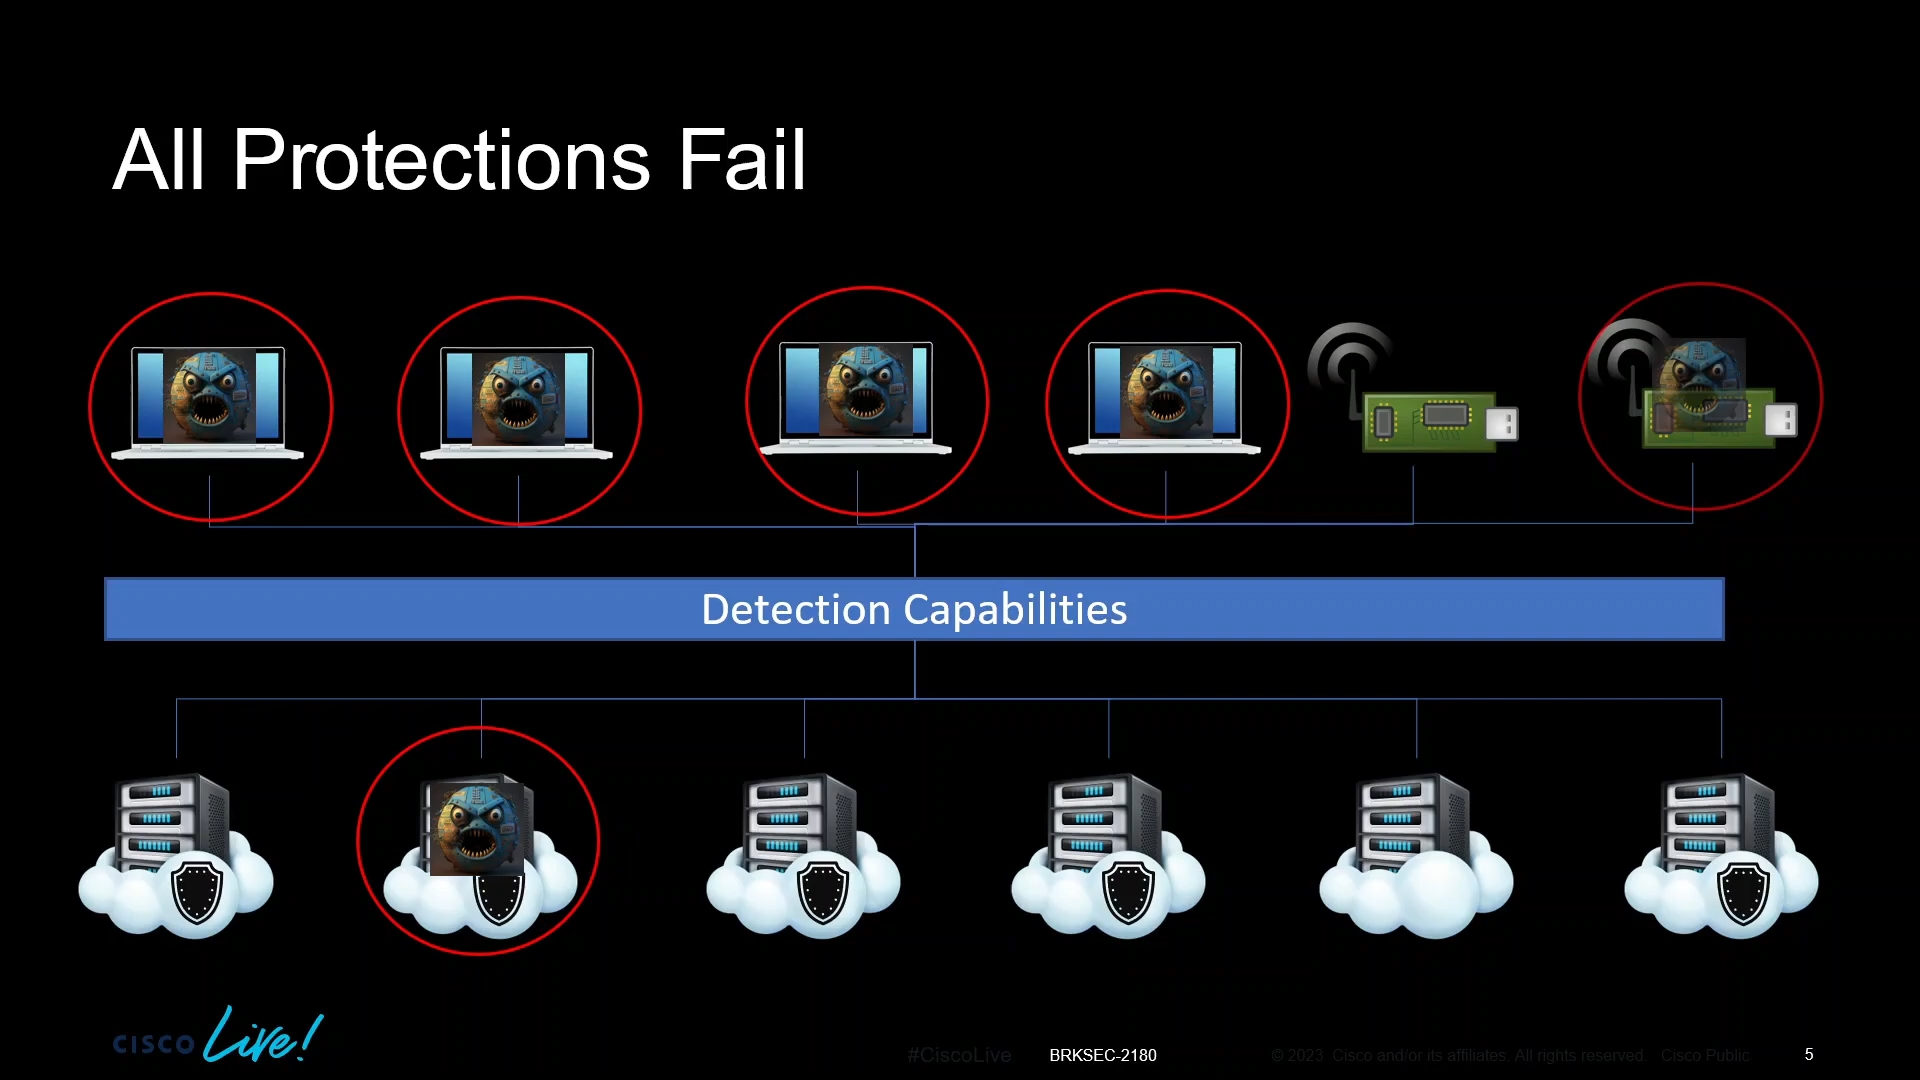 All Protections Fail
Detection Capabilities
CISCO Live!
#CiscoLive
BRKSEC-2180
© 2023 Cisco and/or its affiliates. All rights reserved. Cisco Public
5